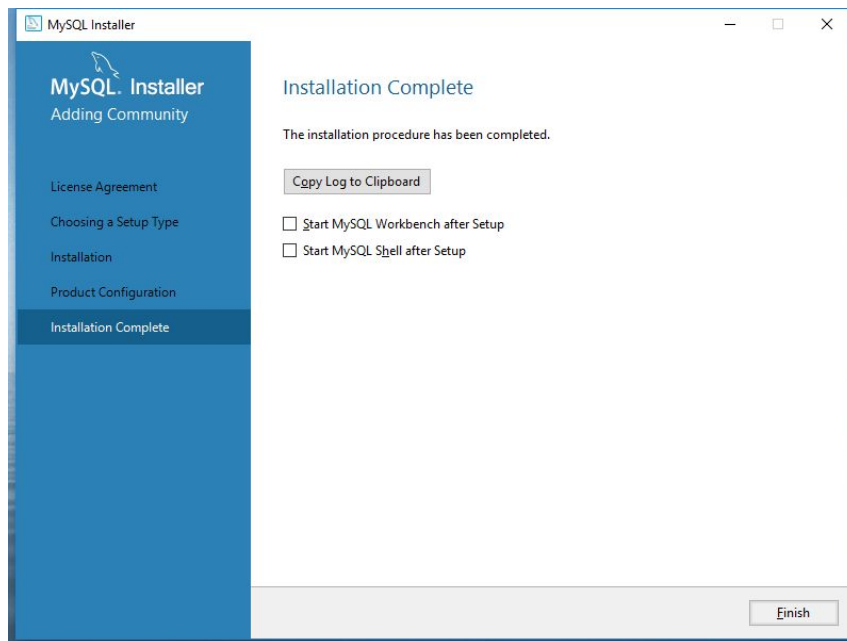 MySQL Installer
MySQL. Installer
Adding Community
License Agreement
Choosing a Setup Type
Installation
Product Configuration
Installation Complete
Installation Complete
The installation procedure has been completed.
Copy Log to Clipboard
Start MySQL Workbench after Setup
Start MySQL Shell after Setup
Finish